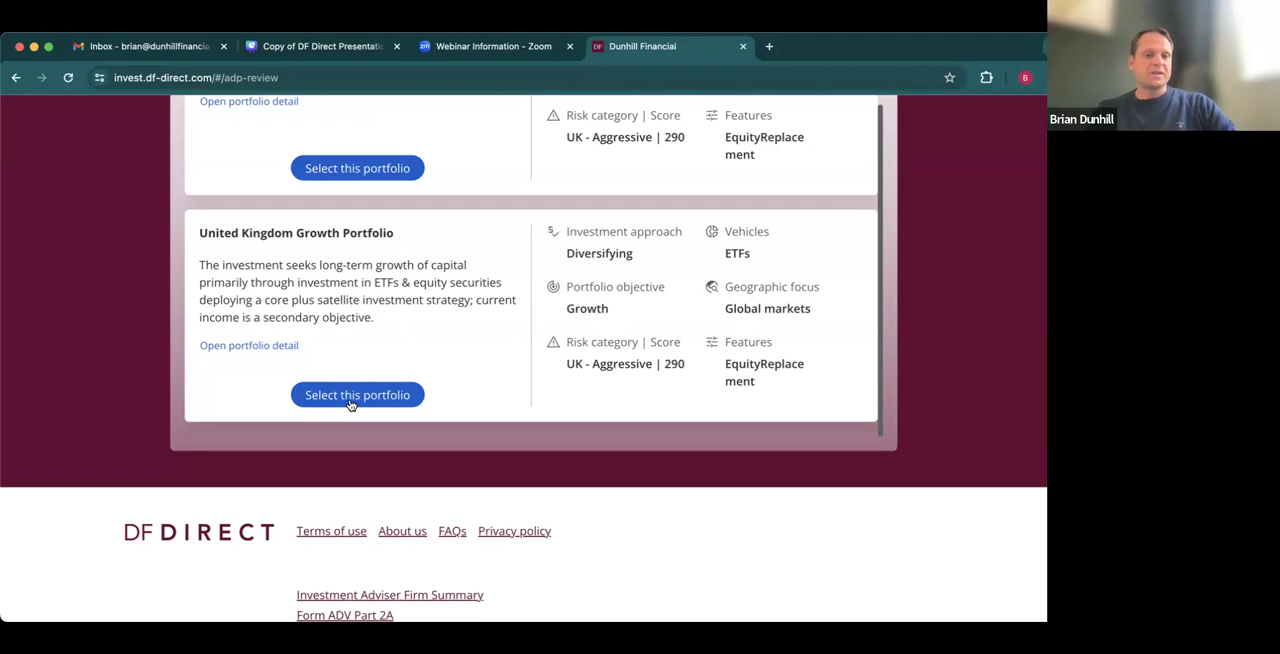 Inbox - brian@dunhillfinancia
Copy of DF Direct Presentatio
Webinar Information - Zoom
DF Dunhill Financial
invest.df-direct.com/#/adp-review
B
Brian Dunhill
Open portfolio detail
Select this portfolio
Risk category | Score
UK - Aggressive | 290
Features
EquityReplace
ment
United Kingdom Growth Portfolio
The investment seeks long-term growth of capital
primarily through investment in ETFs & equity securities
deploying a core plus satellite investment strategy; current
income is a secondary objective.
Open portfolio detail
Select this portfolio
Investment approach
Diversifying
Vehicles
ETFs
Portfolio objective
Growth
Geographic focus
Global markets
Risk category | Score
UK - Aggressive | 290
Features
EquityReplace
ment
DF DIRECT
Terms of use
About us
FAQs
Privacy policy
Investment Adviser Firm Summary
Form ADV Part 2A